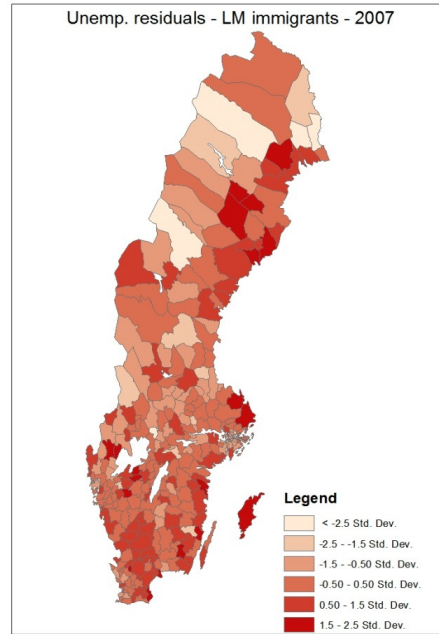 Unemp. residuals - LM immigrants - 2007
Legend
< -2.5 Std. Dev.
-2.5 - -1.5 Std. Dev.
-1.5 - -0.50 Std. Dev.
-0.50 - 0.50 Std. Dev.
0.50 - 1.5 Std. Dev.
1.5 - 2.5 Std. Dev.